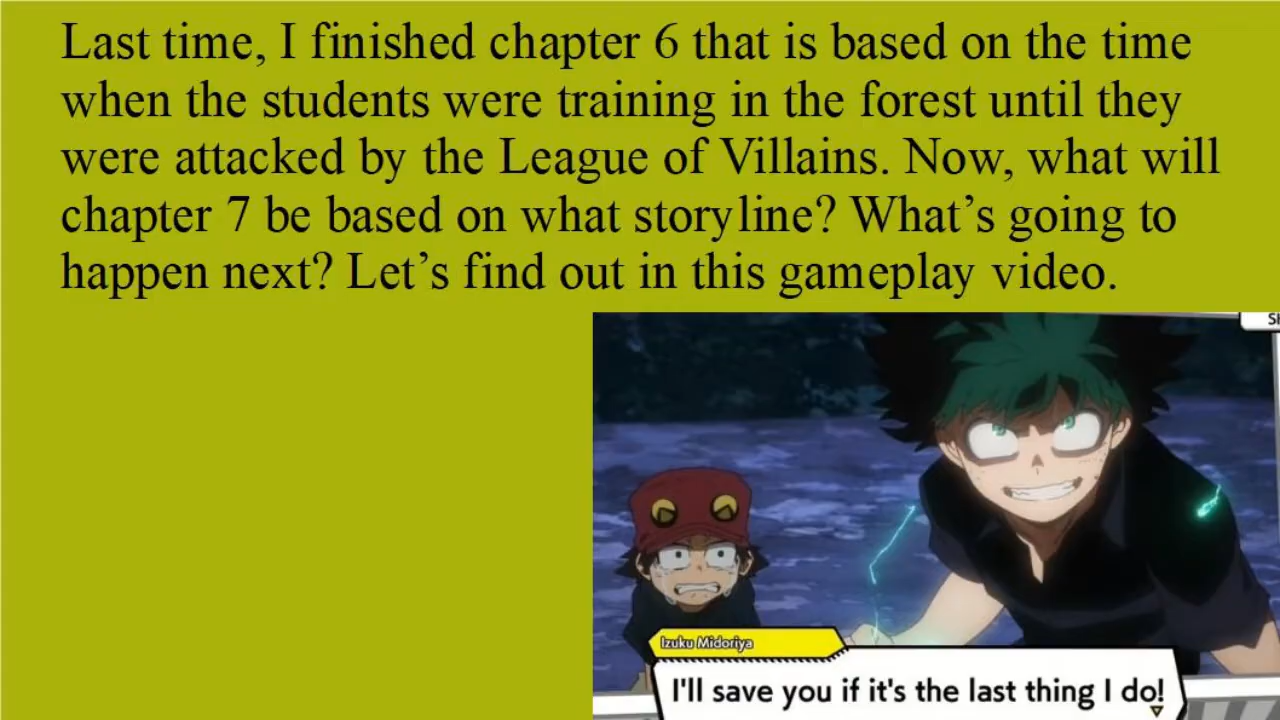 Last time, I finished chapter 6 that is based on the time
when the students were training in the forest until they
were attacked by the League of Villains. Now, what will
chapter 7 be based on what storyline? What’s going to
happen next? Let’s find out in this gameplay video.
Izuku Midoriya
I'll save you if it's the last thing I do!